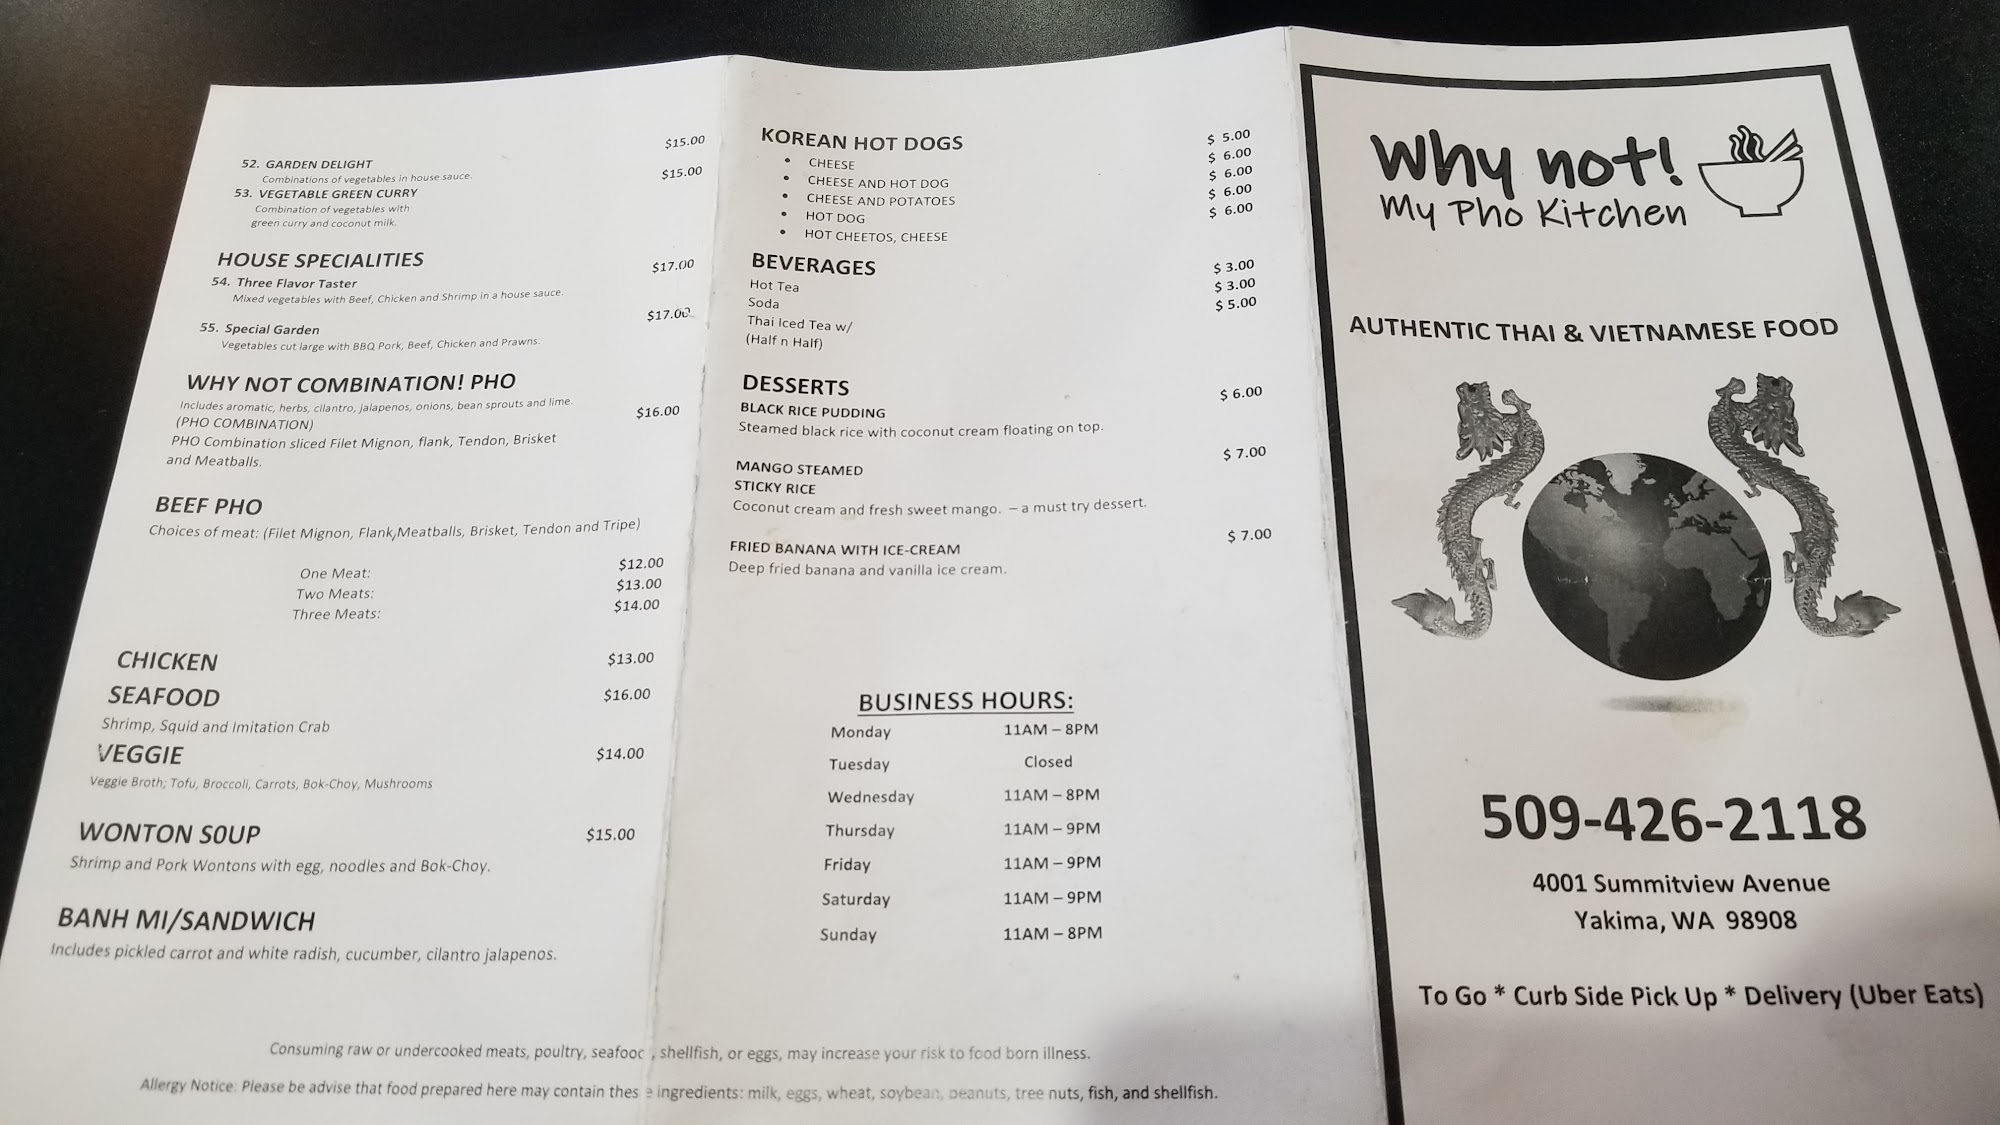 $15.00
52. GARDEN DELIGHT
Combinations of vegetables in house sauce.
$15.00
53. VEGETABLE GREEN CURRY
Combination of vegetables with
green curry and coconut milk.
HOUSE SPECIALITIES
$17.00
54. Three Flavor Taster
Mixed vegetables with Beef, Chicken and Shrimp in a house sauce.
$17.00
55. Special Garden
Vegetables cut large with BBQ Pork, Beef, Chicken and Prawns.
WHY NOT COMBINATION! PHO
Includes aromatic, herbs, cilantro, jalapenos, onions, bean sprouts and lime.
(PHO COMBINATION) $16.00
PHO Combination sliced Filet Mignon, flank, Tendon, Brisket
and Meatballs.
BEEF PHO
Choices of meat: (Filet Mignon, Flank,Meatballs, Brisket, Tendon and Tripe)
One Meat: $12.00
Two Meats: $13.00
Three Meats: $14.00
CHICKEN $13.00
SEAFOOD $16.00
Shrimp, Squid and Imitation Crab
VEGGIE $14.00
Veggie Broth; Tofu, Broccoli, Carrots, Bok-Choy, Mushrooms
WONTON SOUP $15.00
Shrimp and Pork Wontons with egg, noodles and Bok-Choy.
BANH MI/SANDWICH
Includes pickled carrot and white radish, cucumber, cilantro jalapenos.
KOREAN HOT DOGS
• CHEESE $ 5.00
• CHEESE AND HOT DOG $ 6.00
• CHEESE AND POTATOES $ 6.00
• HOT DOG $ 6.00
• HOT CHEETOS, CHEESE $ 6.00
BEVERAGES
Hot Tea $ 3.00
Soda $ 3.00
Thai Iced Tea w/ $ 5.00
(Half n Half)
DESSERTS
BLACK RICE PUDDING $ 6.00
Steamed black rice with coconut cream floating on top.
MANGO STEAMED $ 7.00
STICKY RICE
Coconut cream and fresh sweet mango. – a must try dessert.
FRIED BANANA WITH ICE-CREAM $ 7.00
Deep fried banana and vanilla ice cream.
BUSINESS HOURS:
Monday 11AM – 8PM
Tuesday Closed
Wednesday 11AM – 8PM
Thursday 11AM – 9PM
Friday 11AM – 9PM
Saturday 11AM – 9PM
Sunday 11AM – 8PM
Consuming raw or undercooked meats, poultry, seafood, shellfish, or eggs, may increase your risk to food born illness.
Allergy Notice: Please be advise that food prepared here may contain these ingredients: milk, eggs, wheat, soybean, peanuts, tree nuts, fish, and shellfish.
Why not!
My Pho Kitchen
AUTHENTIC THAI & VIETNAMESE FOOD
509-426-2118
4001 Summitview Avenue
Yakima, WA 98908
To Go * Curb Side Pick Up * Delivery (Uber Eats)